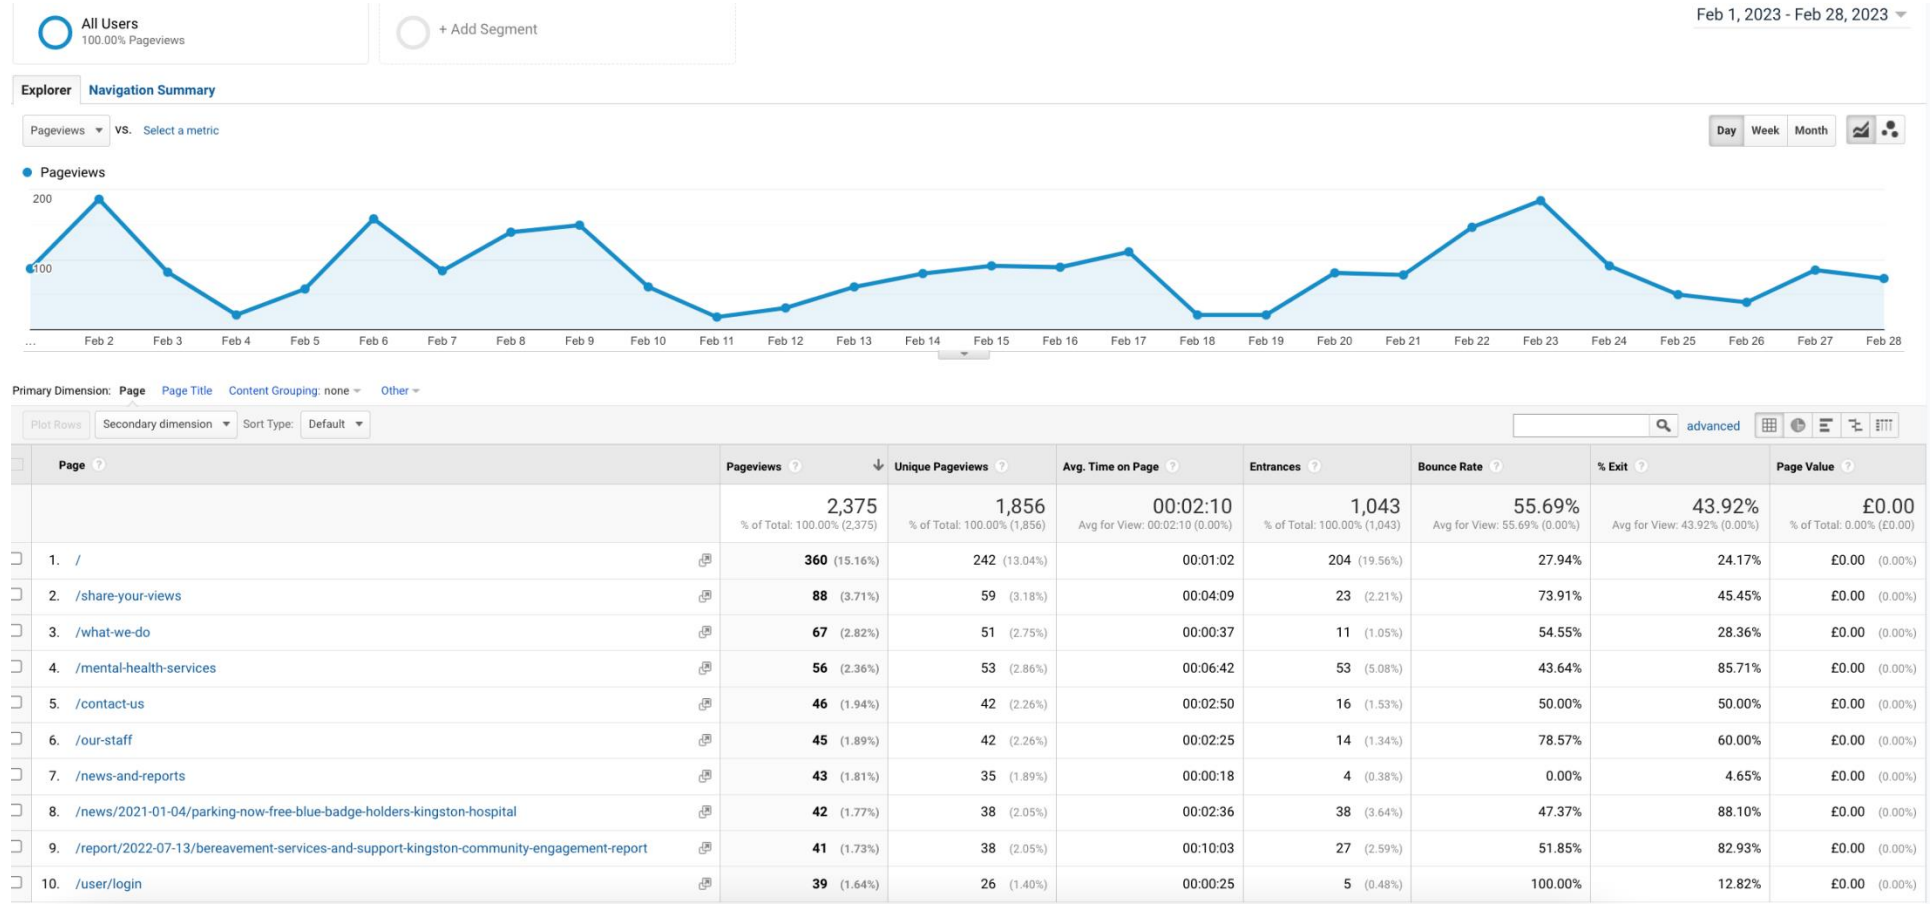 All Users
100.00% Pageviews
+ Add Segment
Feb 1, 2023 - Feb 28, 2023
Explorer Navigation Summary
Pageviews VS. Select a metric
Day Week Month
Pageviews
200
100
... Feb 2 Feb 3 Feb 4 Feb 5 Feb 6 Feb 7 Feb 8 Feb 9 Feb 10 Feb 11 Feb 12 Feb 13 Feb 14 Feb 15 Feb 16 Feb 17 Feb 18 Feb 19 Feb 20 Feb 21 Feb 22 Feb 23 Feb 24 Feb 25 Feb 26 Feb 27 Feb 28
Primary Dimension: Page Page Title Content Grouping: none Other
Plot Rows Secondary dimension Sort Type: Default advanced
Page ? Pageviews ? Unique Pageviews ? Avg. Time on Page ? Entrances ? Bounce Rate ? % Exit ? Page Value ?
2,375 1,856 00:02:10 1,043 55.69% 43.92% £0.00
% of Total: 100.00% (2,375) % of Total: 100.00% (1,856) Avg for View: 00:02:10 (0.00%) % of Total: 100.00% (1,043) Avg for View: 55.69% (0.00%) Avg for View: 43.92% (0.00%) % of Total: 0.00% (£0.00)
1. / 360 (15.16%) 242 (13.04%) 00:01:02 204 (19.56%) 27.94% 24.17% £0.00 (0.00%)
2. /share-your-views 88 (3.71%) 59 (3.18%) 00:04:09 23 (2.21%) 73.91% 45.45% £0.00 (0.00%)
3. /what-we-do 67 (2.82%) 51 (2.75%) 00:00:37 11 (1.05%) 54.55% 28.36% £0.00 (0.00%)
4. /mental-health-services 56 (2.36%) 53 (2.86%) 00:06:42 53 (5.08%) 43.64% 85.71% £0.00 (0.00%)
5. /contact-us 46 (1.94%) 42 (2.26%) 00:02:50 16 (1.53%) 50.00% 50.00% £0.00 (0.00%)
6. /our-staff 45 (1.89%) 42 (2.26%) 00:02:25 14 (1.34%) 78.57% 60.00% £0.00 (0.00%)
7. /news-and-reports 43 (1.81%) 35 (1.89%) 00:00:18 4 (0.38%) 0.00% 4.65% £0.00 (0.00%)
8. /news/2021-01-04/parking-now-free-blue-badge-holders-kingston-hospital 42 (1.77%) 38 (2.05%) 00:02:36 38 (3.64%) 47.37% 88.10% £0.00 (0.00%)
9. /report/2022-07-13/bereavement-services-and-support-kingston-community-engagement-report 41 (1.73%) 38 (2.05%) 00:10:03 27 (2.59%) 51.85% 82.93% £0.00 (0.00%)
10. /user/login 39 (1.64%) 26 (1.40%) 00:00:25 5 (0.48%) 100.00% 12.82% £0.00 (0.00%)